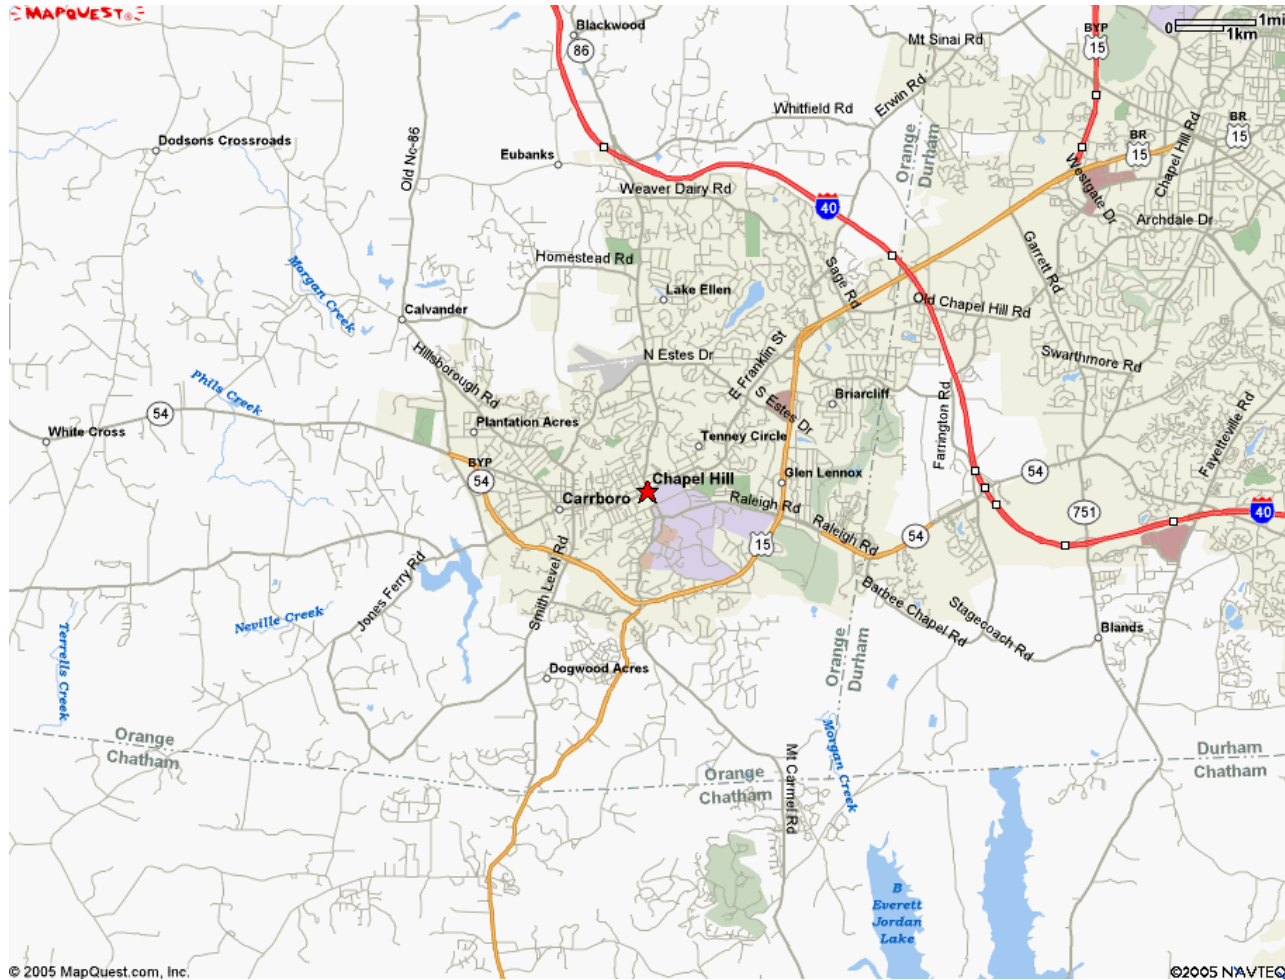 MAPQUEST
Blackwood
86
Mt Sinai Rd
BYP
15
0 1mi
1km
Whitfield Rd
Erwin Rd
Dodsons Crossroads
Old Nc-86
Eubanks
Orange
Durham
BR
15
BR
15
Chapel Hill Rd
Weaver Dairy Rd
40
Westgate Dr
Archdale Dr
Morgan Creek
Homestead Rd
Sage Rd
Garrett Rd
Lake Ellen
Old Chapel Hill Rd
Calvander
Hillsborough Rd
N Estes Dr
E Franklin St
Swarthmore Rd
Phils Creek
54
S Estes Dr
Briarcliff
Farrington Rd
Fayetteville Rd
White Cross
Plantation Acres
Tenney Circle
BYP
54
Chapel Hill
Glen Lennox
54
Carrboro
Raleigh Rd
Raleigh Rd
54
751
40
15
Jones Ferry Rd
Smith Level Rd
Barbee Chapel Rd
Stagecoach Rd
Neville Creek
Terrells Creek
Blands
Dogwood Acres
Orange
Durham
Orange
Chatham
Morgan Creek
Mt Carmel Rd
Orange
Chatham
Durham
Chatham
B
Everett
Jordan
Lake
© 2005 MapQuest.com, Inc.
©2005 NAVTEQ